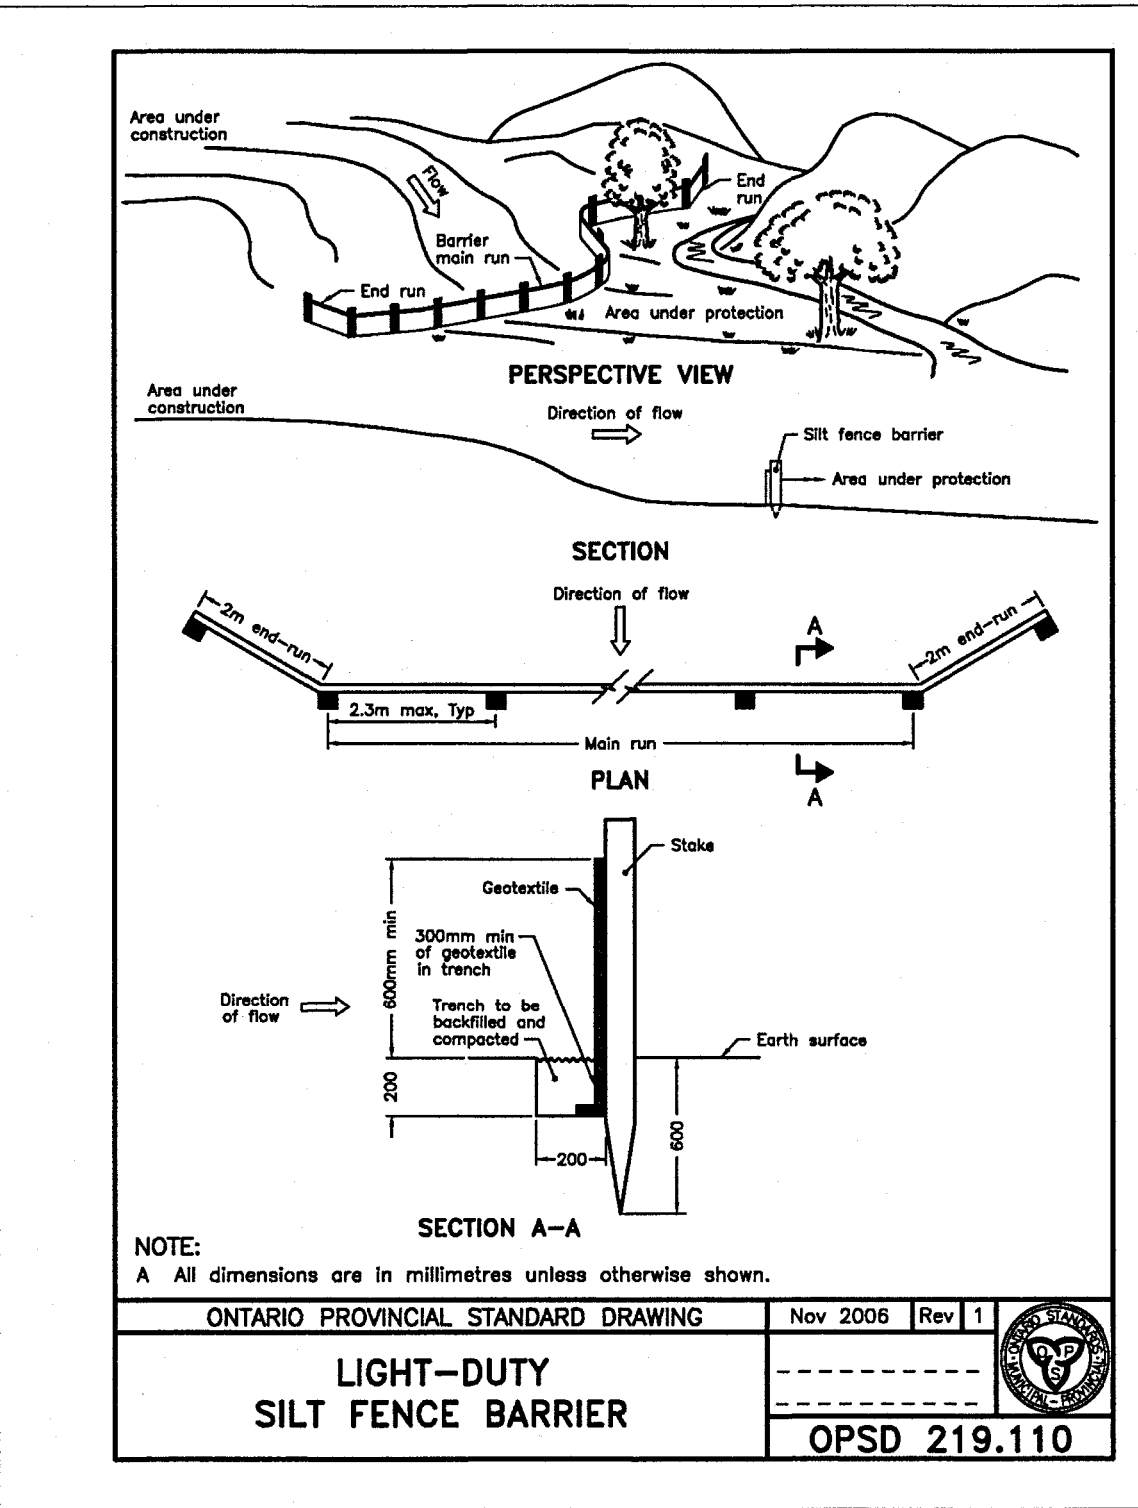 Area under
construction
Flow
End
run
Barrier
main run
End run
Area under protection
PERSPECTIVE VIEW
Area under
construction
Direction of flow
Silt fence barrier
Area under protection
SECTION
Direction of flow
2m end-run
A
2m end-run
2.3m max, Typ
Main run
PLAN
A
Stake
Geotextile
600mm min
300mm min
of geotextile
in trench
Direction
of flow
Trench to be
backfilled and
compacted
Earth surface
200
200
600
SECTION A-A
NOTE:
A All dimensions are in millimetres unless otherwise shown.
ONTARIO PROVINCIAL STANDARD DRAWING
Nov 2006 Rev 1
LIGHT-DUTY
SILT FENCE BARRIER
ONTARIO STANDARDS
MUNICIPAL - PROVINCIAL
O P
S
OPSD 219.110